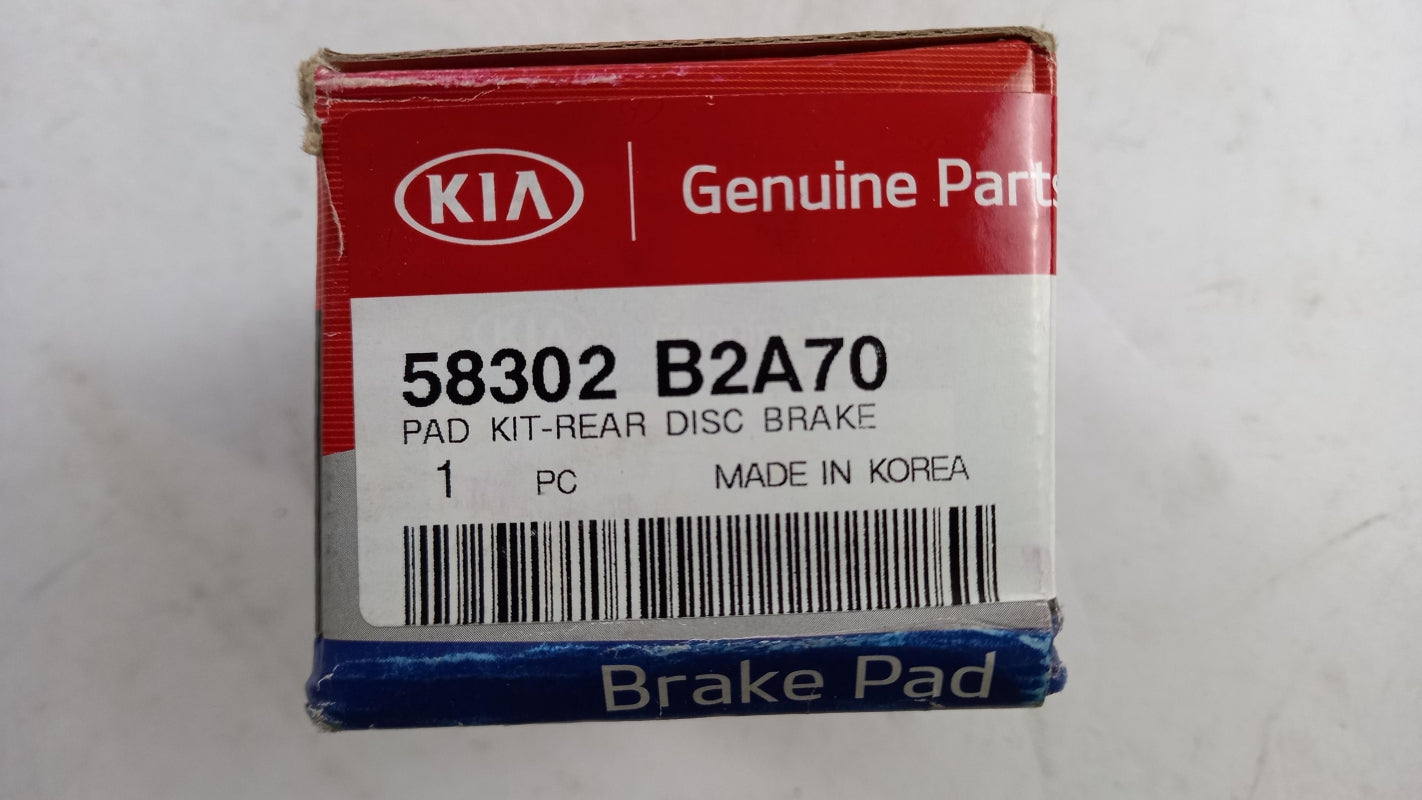 KIA Genuine Parts
58302 B2A70
PAD KIT-REAR DISC BRAKE
1 PC MADE IN KOREA
Brake Pad